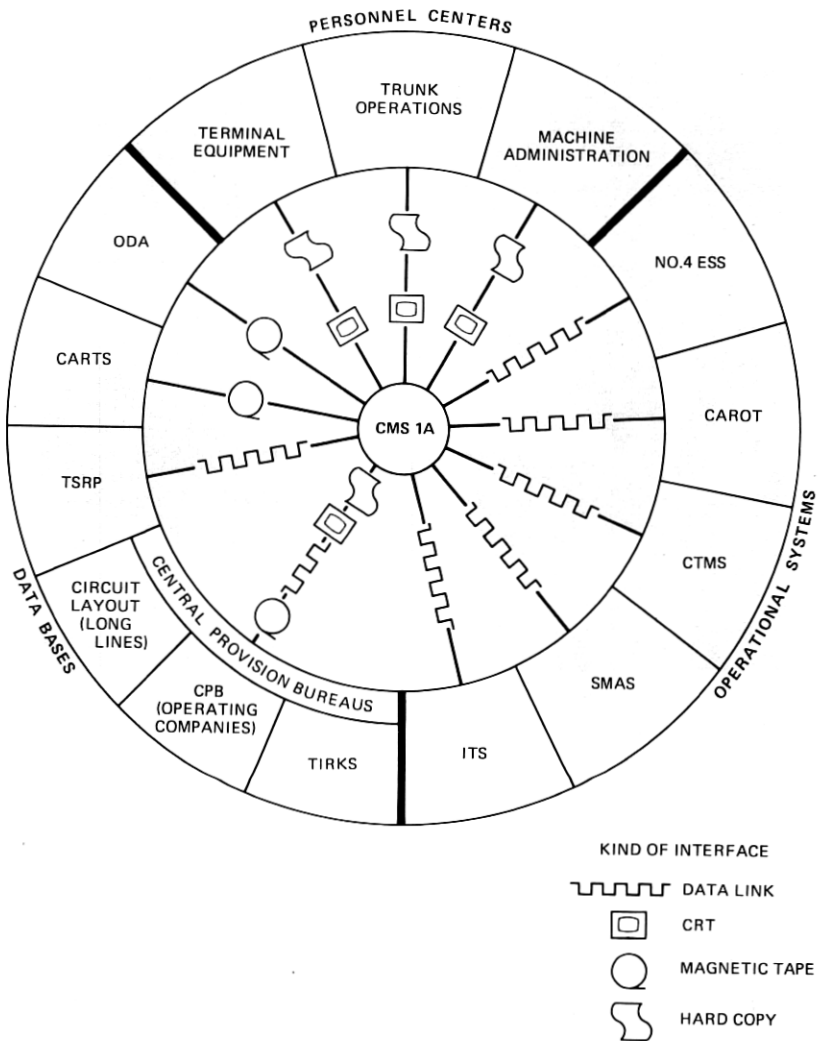 PERSONNEL CENTERS
TRUNK
OPERATIONS
TERMINAL
EQUIPMENT
MACHINE
ADMINISTRATION
ODA
NO.4 ESS
CARTS
CAROT
CMS 1A
TSRP
CTMS
OPERATIONAL SYSTEMS
DATA BASES
CIRCUIT
LAYOUT
(LONG
LINES)
CENTRAL PROVISION BUREAUS
CPB
(OPERATING
COMPANIES)
SMAS
TIRKS
ITS
KIND OF INTERFACE
DATA LINK
CRT
MAGNETIC TAPE
HARD COPY